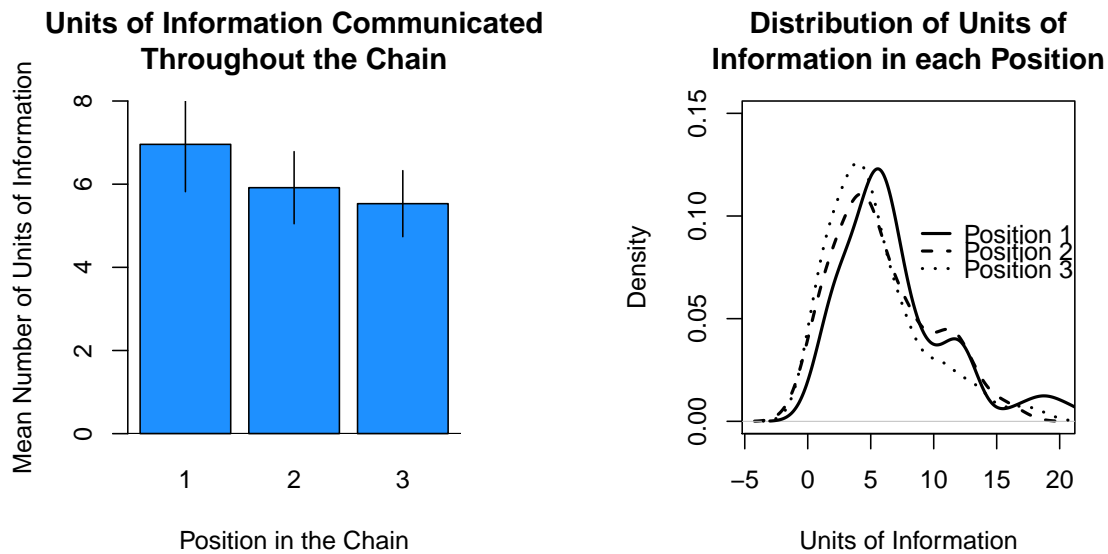 Units of Information Communicated
Throughout the Chain
Mean Number of Units of Information
8
6
4
2
0
1 2 3
Position in the Chain
Distribution of Units of
Information in each Position
Density
0.15
0.10
0.05
0.00
Position 1
Position 2
Position 3
−5 0 5 10 15 20
Units of Information